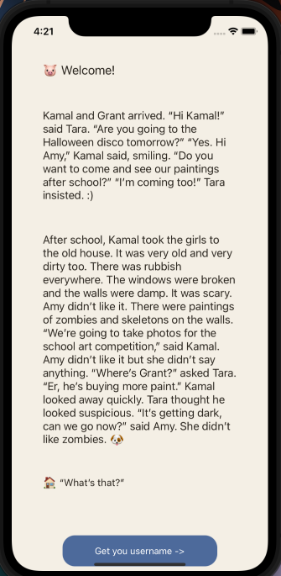 4:21
🐷 Welcome!
Kamal and Grant arrived. “Hi Kamal!”
said Tara. “Are you going to the
Halloween disco tomorrow?” “Yes. Hi
Amy,” Kamal said, smiling. “Do you
want to come and see our paintings
after school?” “I’m coming too!” Tara
insisted. :)
After school, Kamal took the girls to
the old house. It was very old and very
dirty too. There was rubbish
everywhere. The windows were broken
and the walls were damp. It was scary.
Amy didn’t like it. There were paintings
of zombies and skeletons on the walls.
“We’re going to take photos for the
school art competition,” said Kamal.
Amy didn’t like it but she didn’t say
anything. “Where’s Grant?” asked Tara.
“Er, he’s buying more paint.” Kamal
looked away quickly. Tara thought he
looked suspicious. “It’s getting dark,
can we go now?” said Amy. She didn’t
like zombies. 🐶
🏠 “What’s that?”
Get you username ->